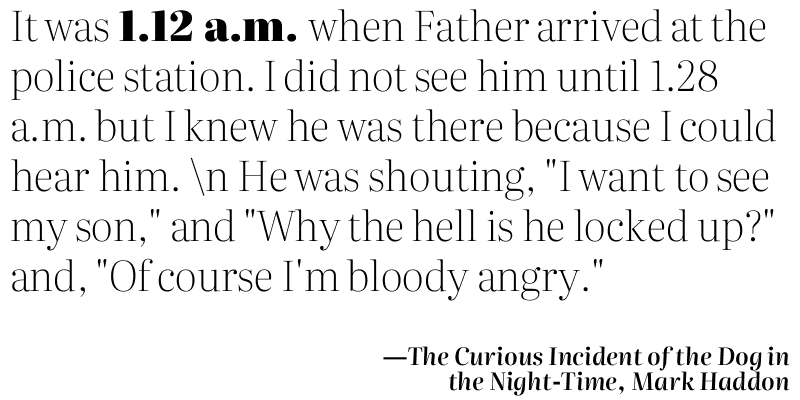 It was 1.12 a.m. when Father arrived at the
police station. I did not see him until 1.28
a.m. but I knew he was there because I could
hear him. \n He was shouting, "I want to see
my son," and "Why the hell is he locked up?"
and, "Of course I'm bloody angry."
—The Curious Incident of the Dog in
the Night-Time, Mark Haddon